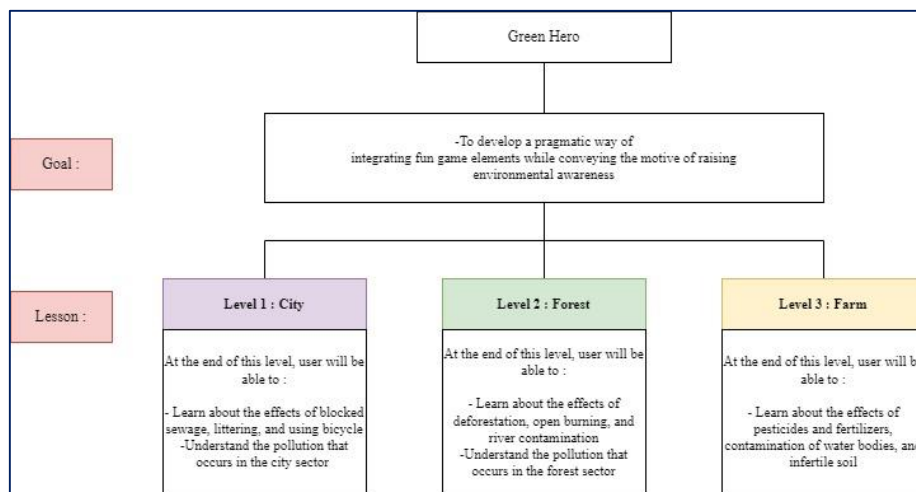 Green Hero
Goal :
-To develop a pragmatic way of
integrating fun game elements while conveying the motive of raising
environmental awareness
Lesson :
Level 1 : City
At the end of this level, user will be
able to :
- Learn about the effects of blocked
sewage, littering, and using bicycle
-Understand the pollution that
occurs in the city sector
Level 2 : Forest
At the end of this level, user will be
able to :
- Learn about the effects of
deforestation, open burning, and
river contamination
-Understand the pollution that
occurs in the forest sector
Level 3 : Farm
At the end of this level, user will be
able to :
- Learn about the effects of
pesticides and fertilizers,
contamination of water bodies, and
infertile soil